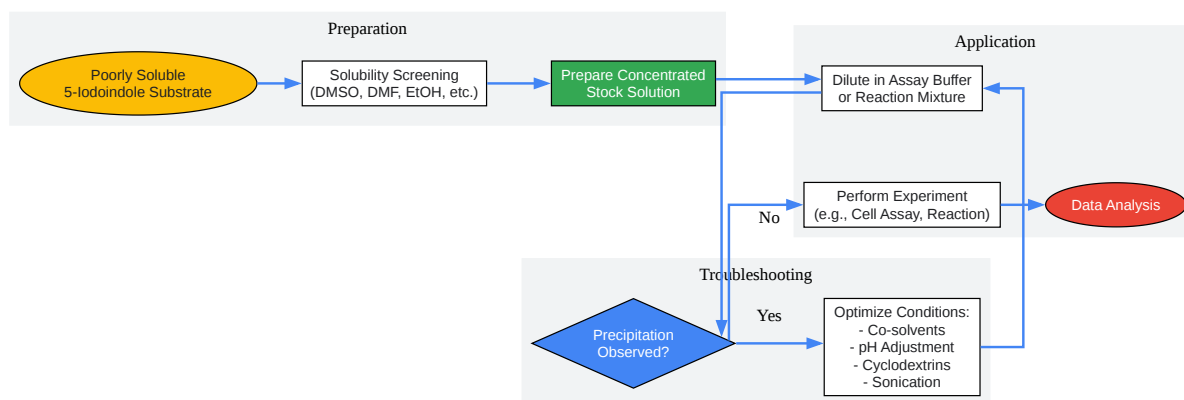 Preparation
Poorly Soluble
5-Iodoindole Substrate
Solubility Screening
(DMSO, DMF, EtOH, etc.)
Prepare Concentrated
Stock Solution
Application
Dilute in Assay Buffer
or Reaction Mixture
Perform Experiment
(e.g., Cell Assay, Reaction)
Data Analysis
No
Troubleshooting
Precipitation
Observed?
Yes
Optimize Conditions:
- Co-solvents
- pH Adjustment
- Cyclodextrins
- Sonication